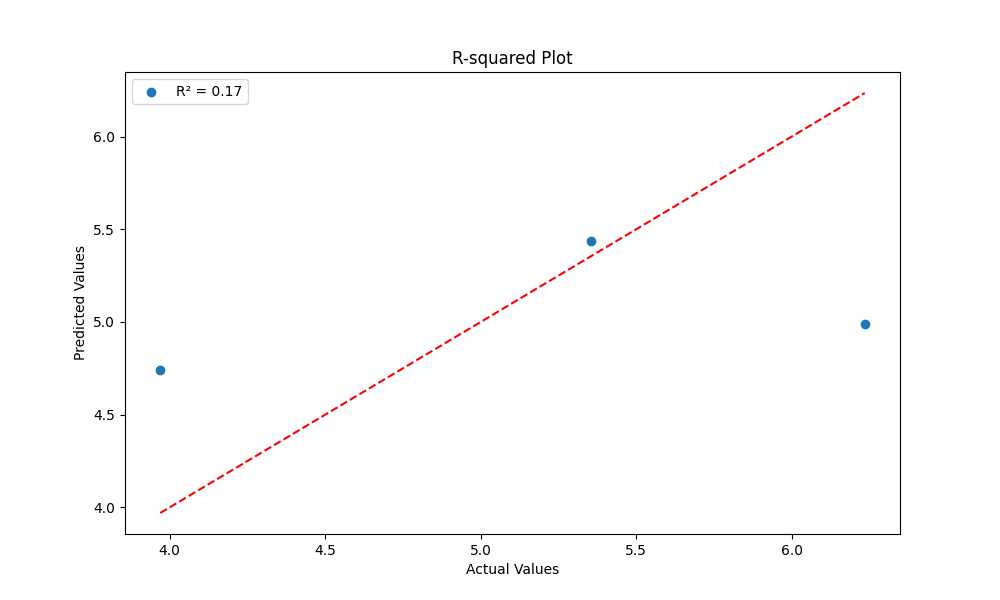 R-squared Plot
R² = 0.17
6.0
5.5
5.0
4.5
4.0
Predicted Values
4.0 4.5 5.0 5.5 6.0
Actual Values